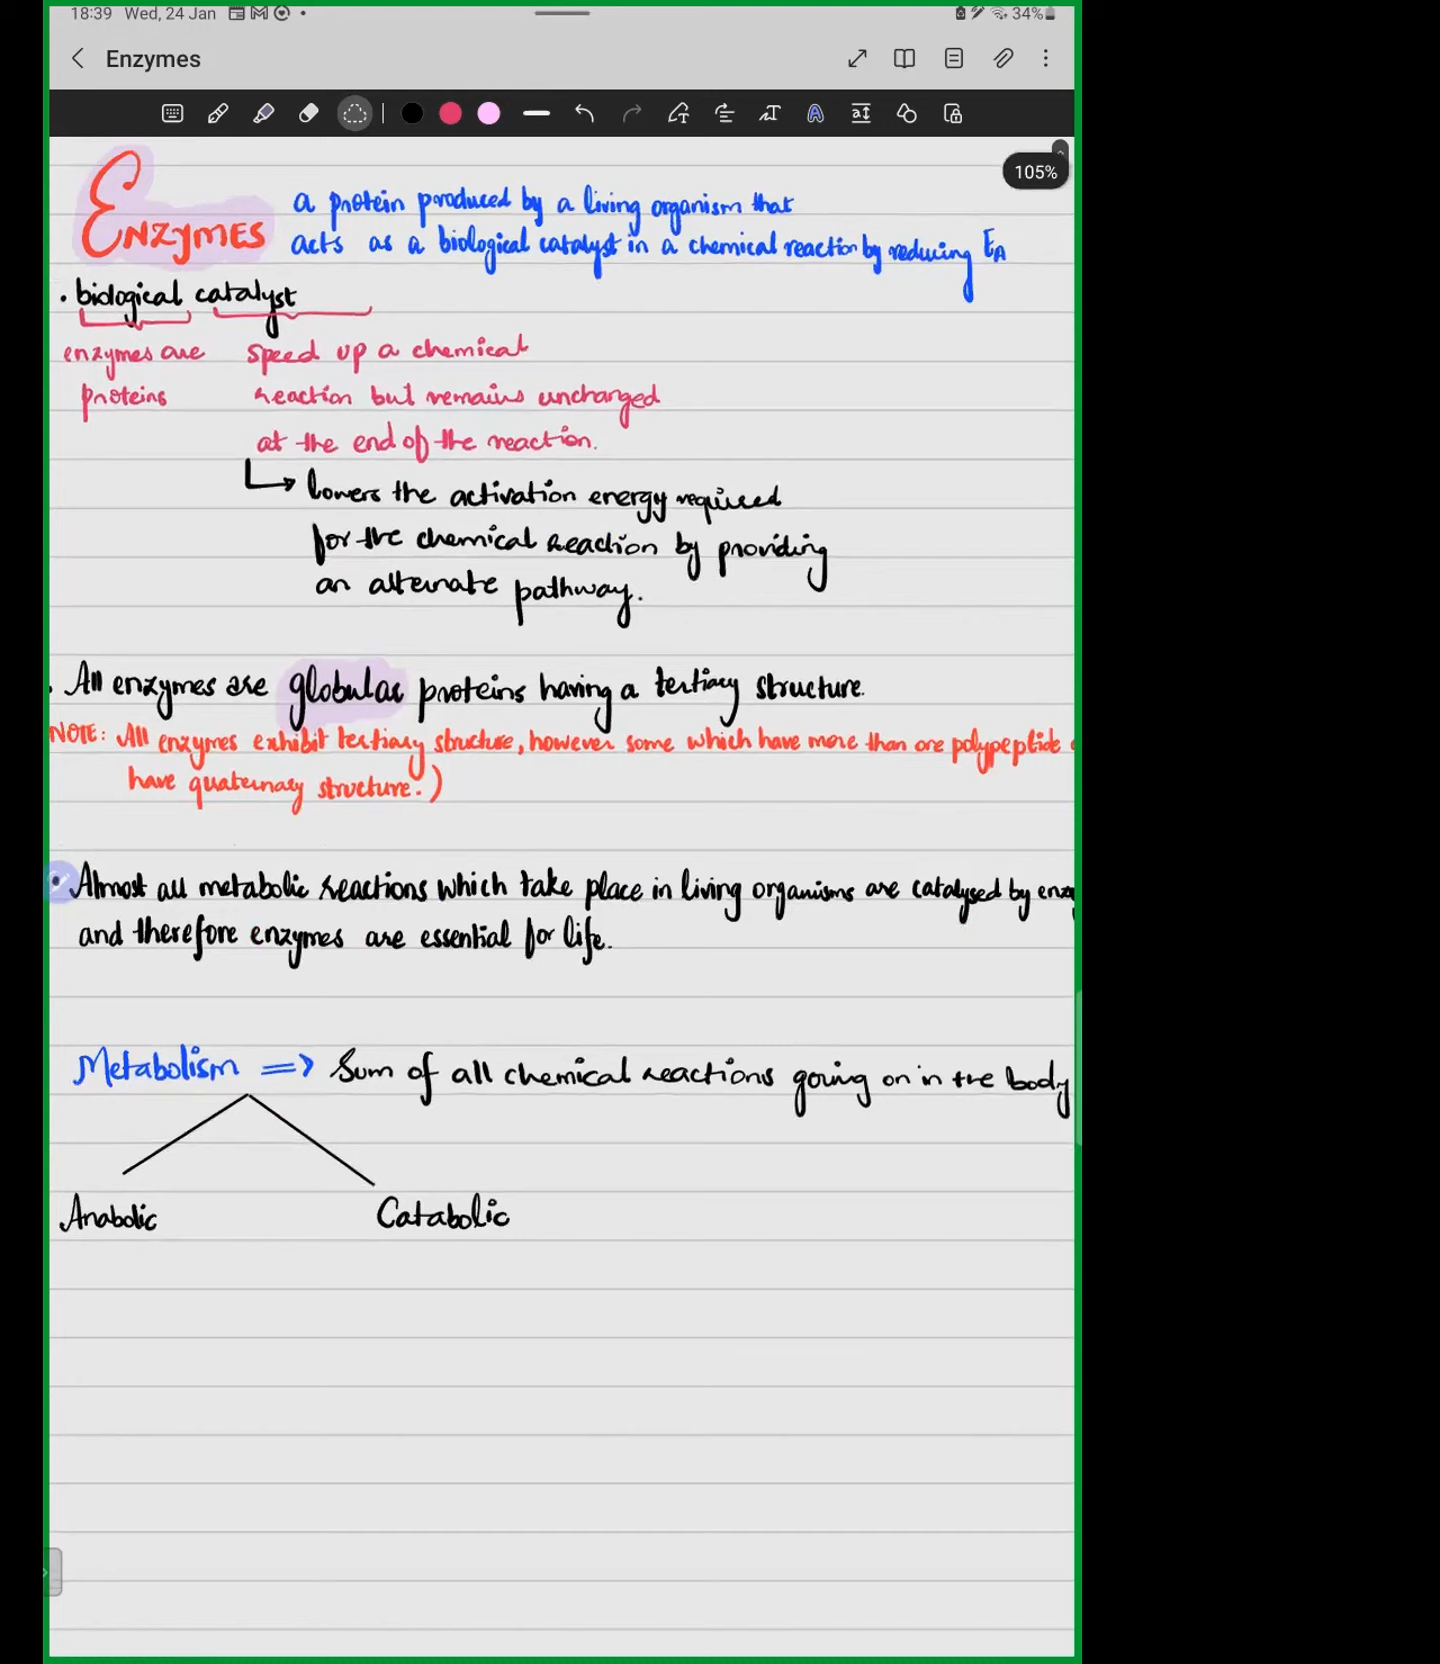 18:39 Wed, 24 Jan 34%
Enzymes
105%
ENZYMES
a protein produced by a living organism that
acts as a biological catalyst in a chemical reaction by reducing EA
. biological catalyst
enzymes are speed up a chemical
proteins reaction but remains unchanged
at the end of the reaction.
↳ lowers the activation energy required
for the chemical reaction by providing
an alternate pathway.
. All enzymes are globular proteins having a tertiary structure.
NOTE: All enzymes exhibit tertiary structure, however some which have more than one polypeptide
have quaternary structure.)
• Almost all metabolic reactions which take place in living organisms are catalysed by enz
and therefore enzymes are essential for life.
Metabolism => Sum of all chemical reactions going on in the body
Anabolic Catabolic